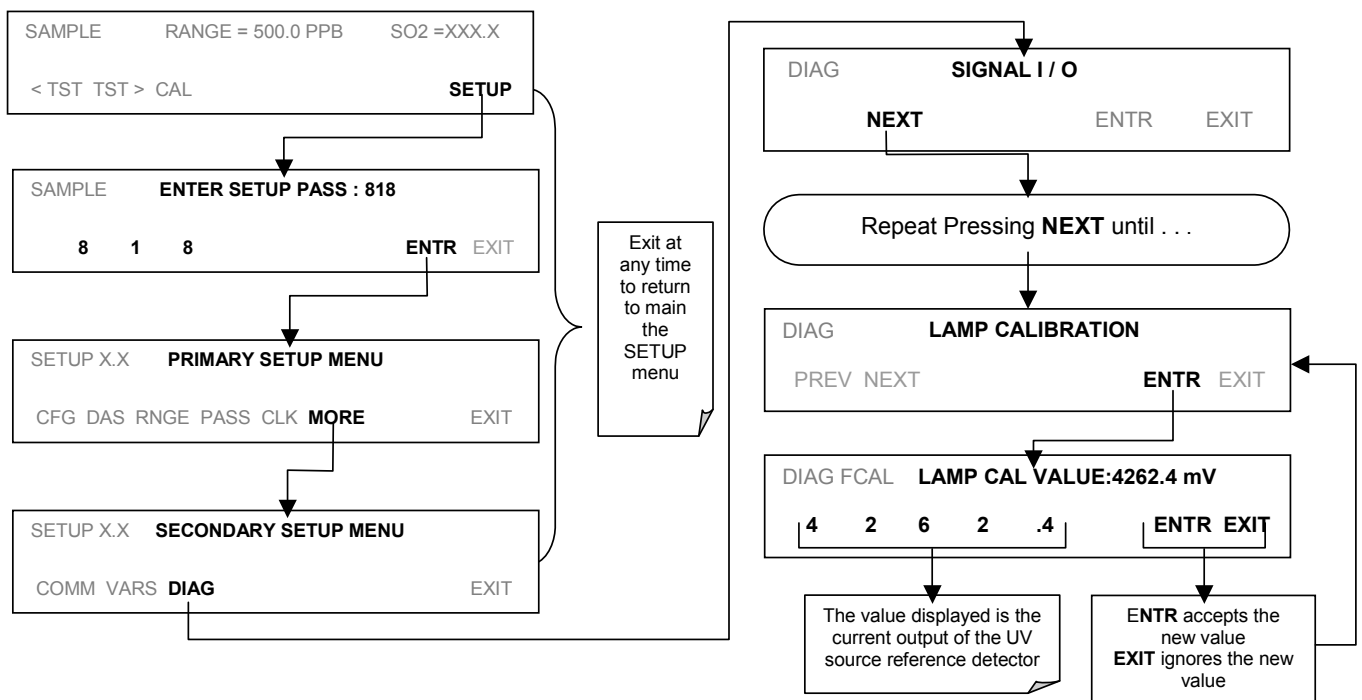 SAMPLE RANGE = 500.0 PPB SO2 =XXX.X
< TST TST > CAL SETUP
SAMPLE ENTER SETUP PASS : 818
8 1 8 ENTR EXIT
SETUP X.X PRIMARY SETUP MENU
CFG DAS RNGE PASS CLK MORE EXIT
SETUP X.X SECONDARY SETUP MENU
COMM VARS DIAG EXIT
Exit at
any time
to return
to main
the
SETUP
menu
DIAG SIGNAL I / O
NEXT ENTR EXIT
Repeat Pressing NEXT until . . .
DIAG LAMP CALIBRATION
PREV NEXT ENTR EXIT
DIAG FCAL LAMP CAL VALUE:4262.4 mV
4 2 6 2 .4 ENTR EXIT
The value displayed is the
current output of the UV
source reference detector
ENTR accepts the
new value
EXIT ignores the new
value